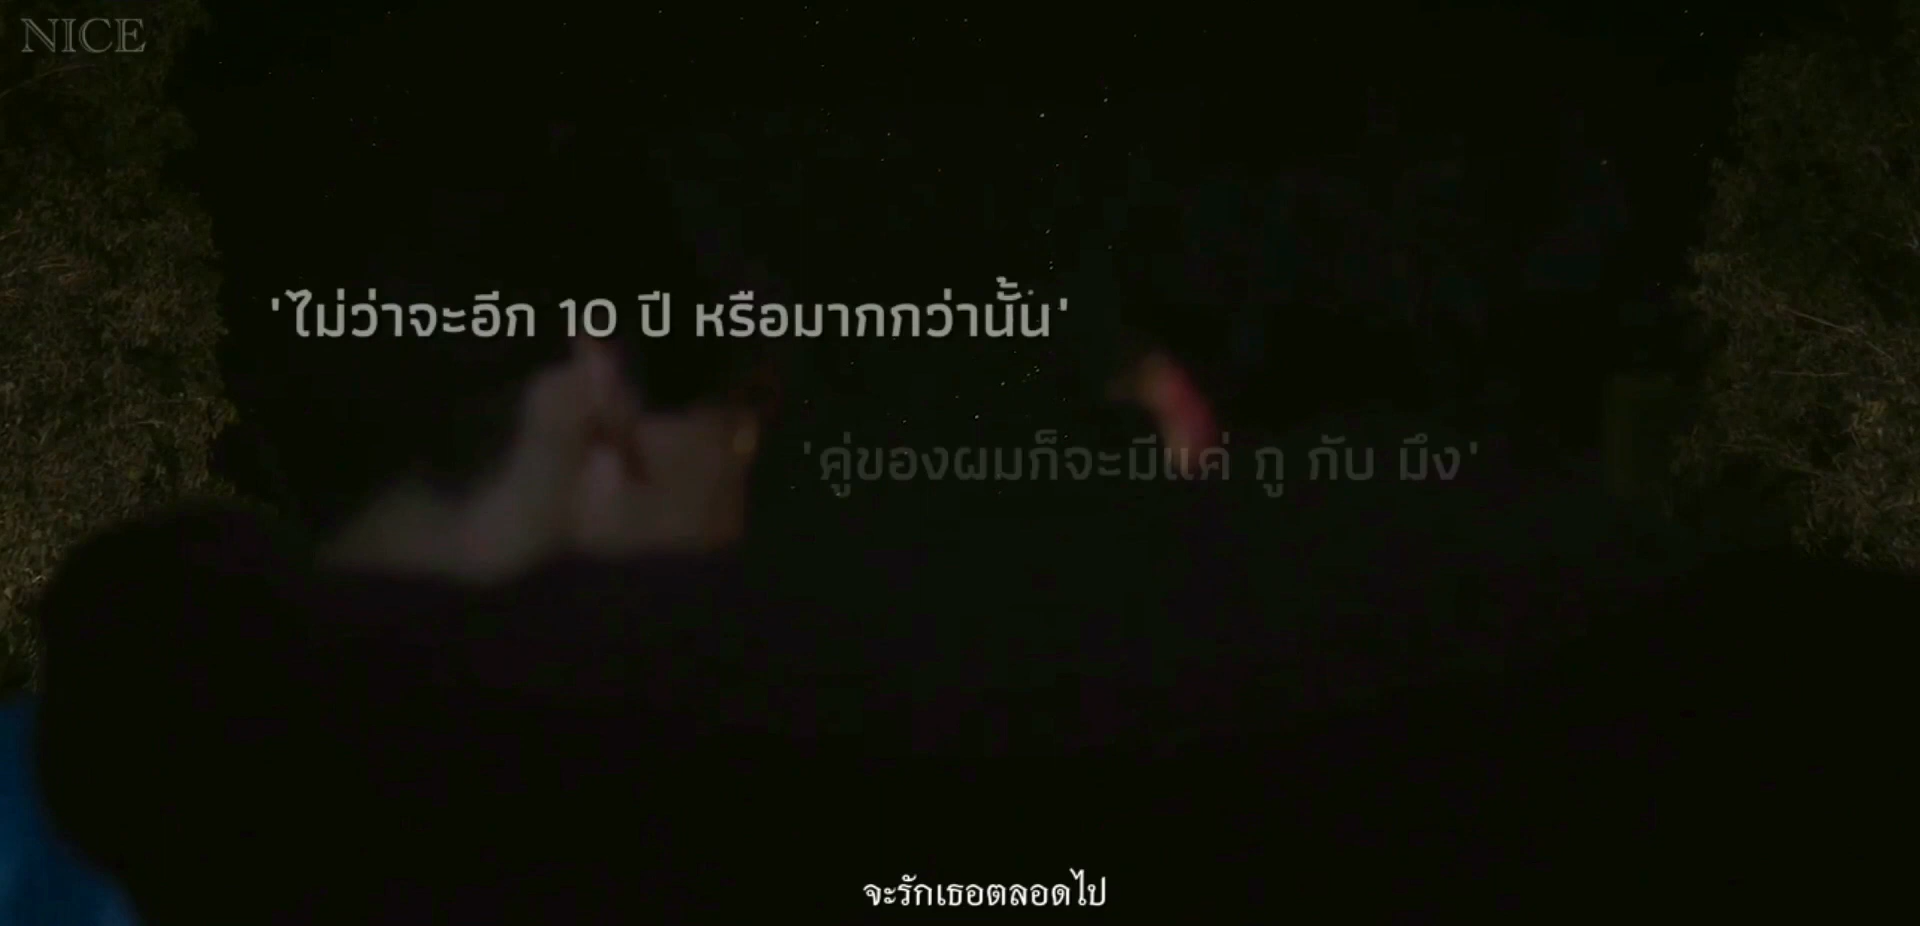 NICE
'ไม่ว่าจะอีก 10 ปี หรือมากกว่านั้น'
'คู่ของผมก็จะมีแค่ กู กับ มึง'
จะรักเธอตลอดไป